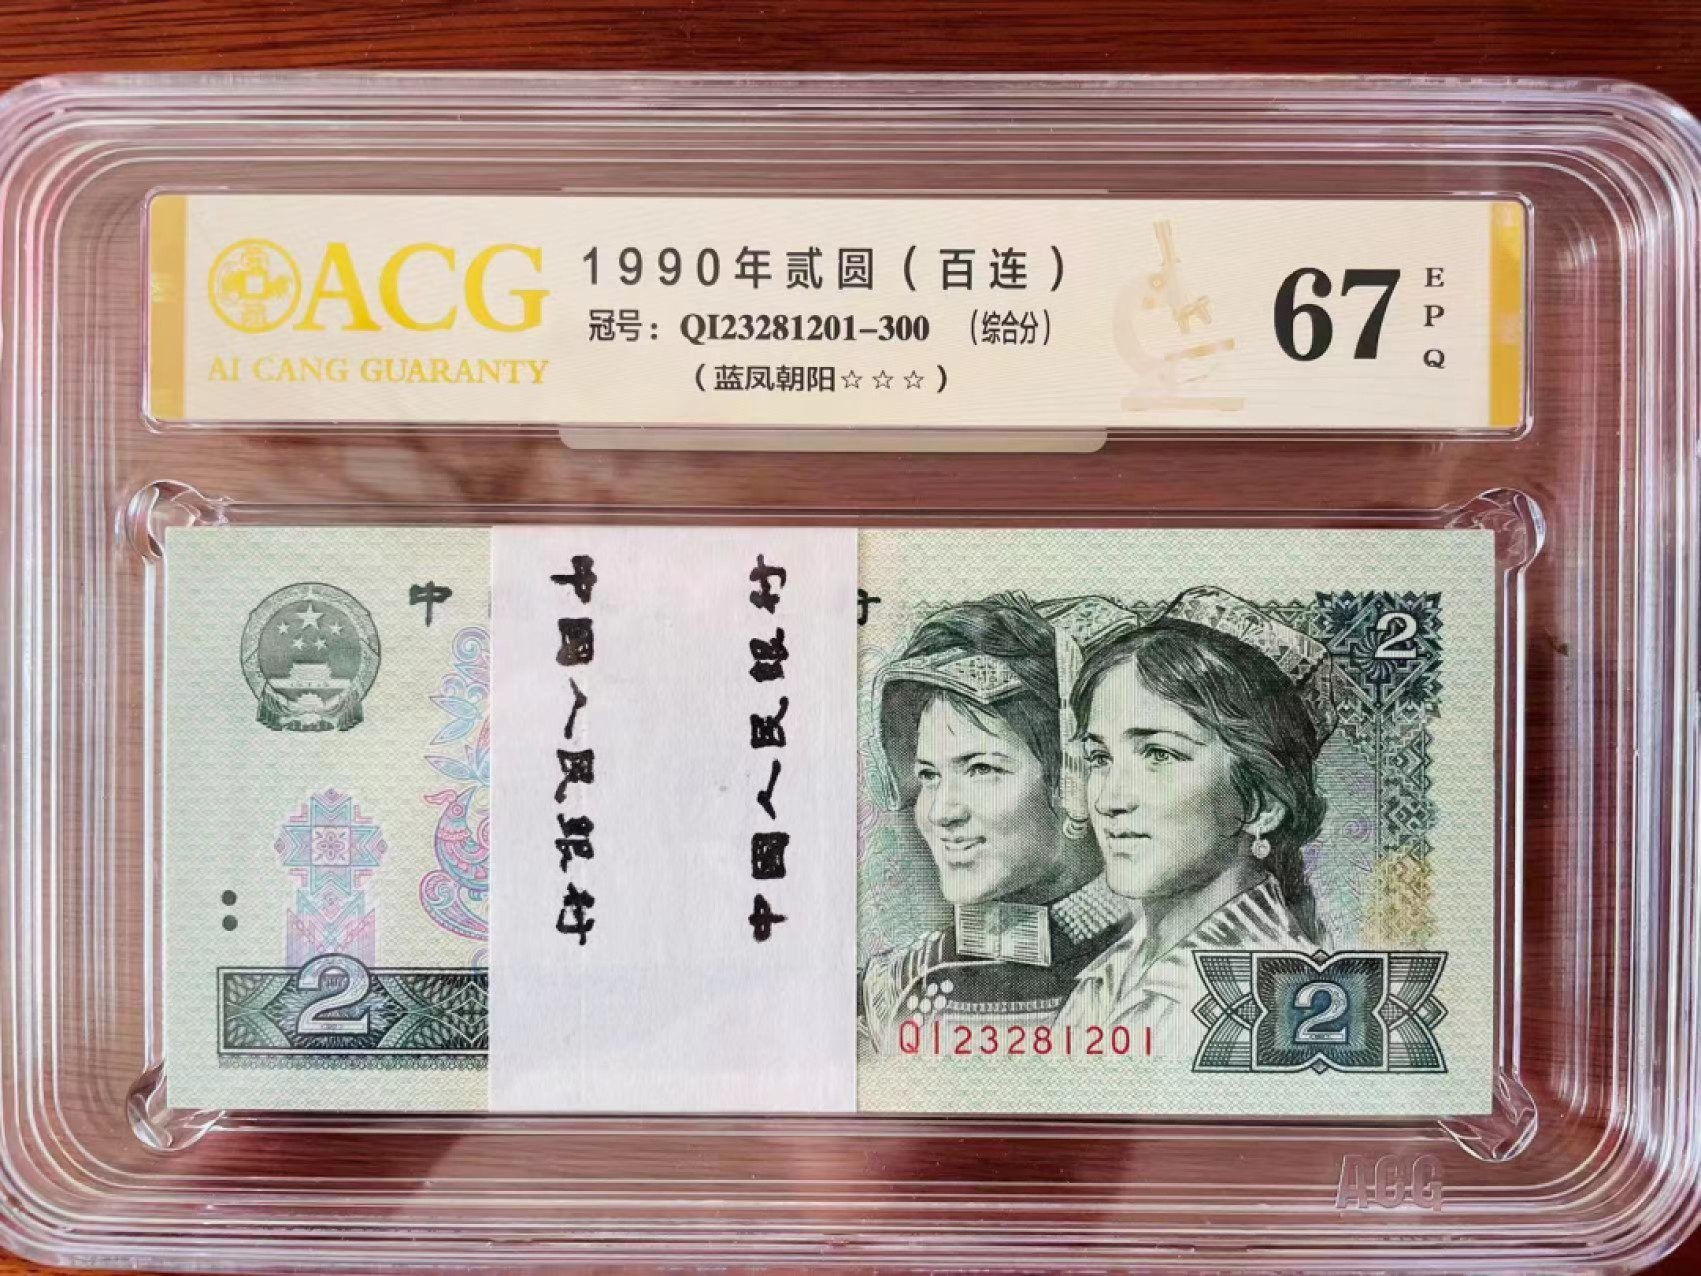 ACG
AI CANG GUARANTY
1990年贰圆（百连）
冠号：QI23281201-300 （综合分）
（蓝凤朝阳☆☆☆）
67
EPQ
中
中国人民银行
中国人民银行
2
2
QI23281201
2
ACG